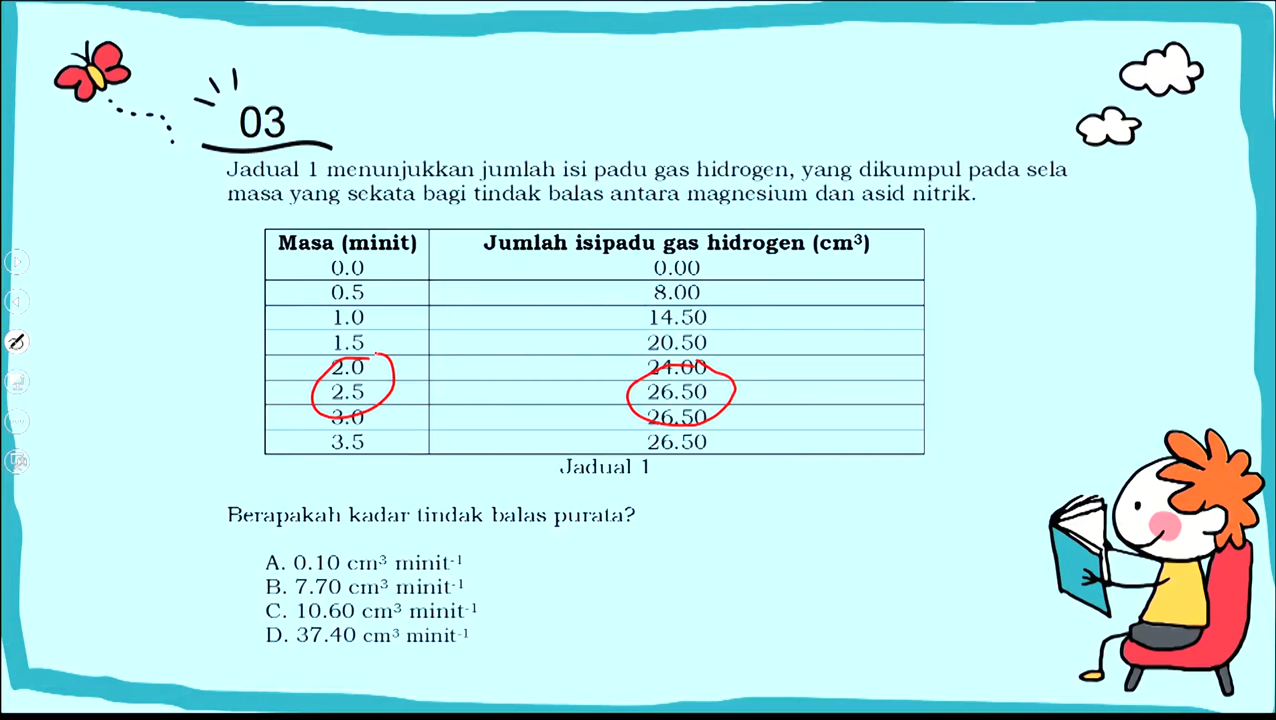 03
Jadual 1 menunjukkan jumlah isi padu gas hidrogen, yang dikumpul pada sela
masa yang sekata bagi tindak balas antara magnesium dan asid nitrik.
Masa (minit) Jumlah isipadu gas hidrogen (cm³)
0.0 0.00
0.5 8.00
1.0 14.50
1.5 20.50
2.0 24.00
2.5 26.50
3.0 26.50
3.5 26.50
Jadual 1
Berapakah kadar tindak balas purata?
A. 0.10 cm³ minit⁻¹
B. 7.70 cm³ minit⁻¹
C. 10.60 cm³ minit⁻¹
D. 37.40 cm³ minit⁻¹